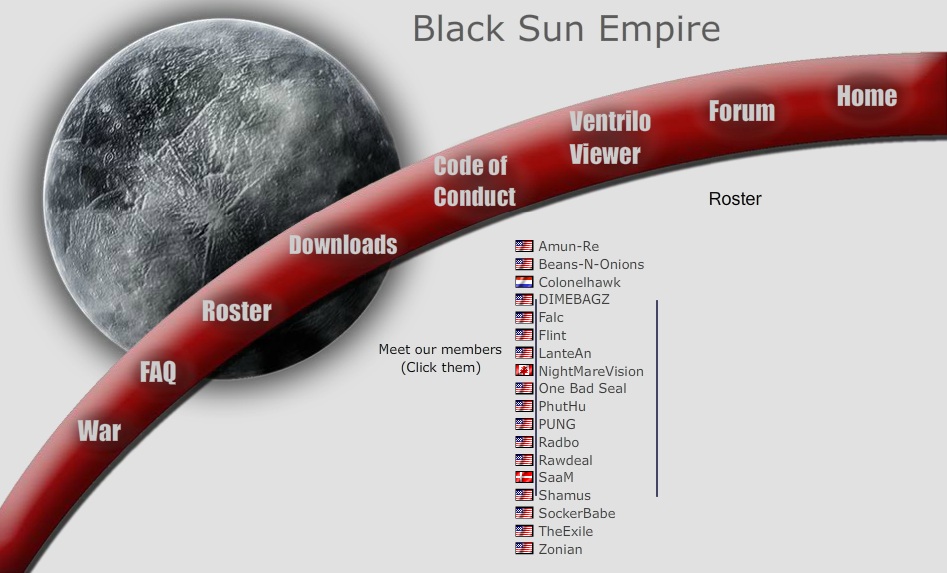 Black Sun Empire
Home
Forum
Ventrilo
Viewer
Code of
Conduct
Downloads
Roster
FAQ
War
Roster
Meet our members
(Click them)
Amun-Re
Beans-N-Onions
Colonelhawk
DIMEBAGZ
Falc
Flint
LanteAn
NightMareVision
One Bad Seal
PhutHu
PUNG
Radbo
Rawdeal
SaaM
Shamus
SockerBabe
TheExile
Zonian